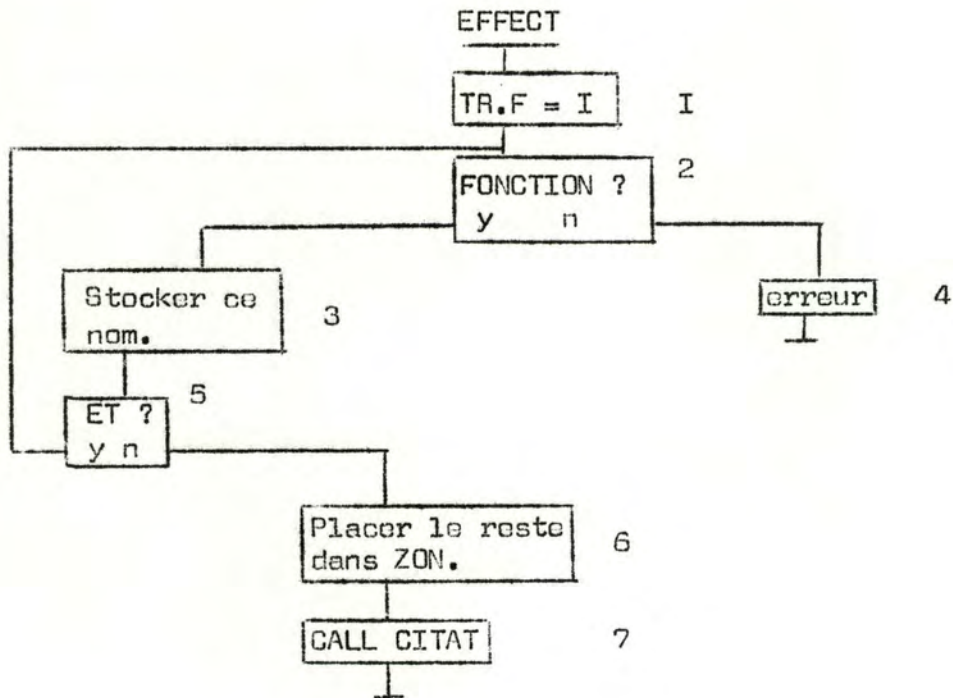 EFFECT
TR.F = I I
FONCTION ? 2
y n
Stocker ce
nom. 3
erreur 4
ET ? 5
y n
Placer le reste
dans ZON. 6
CALL CITAT 7